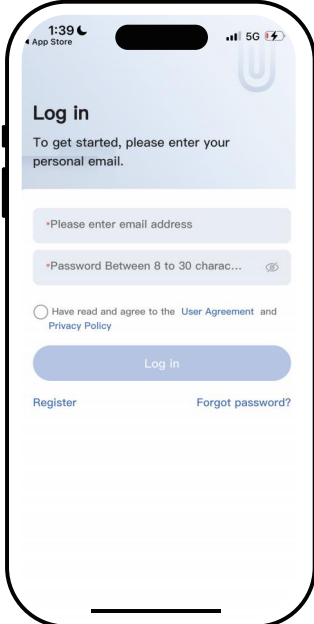 1:39
App Store
5G
Log in
To get started, please enter your
personal email.
*Please enter email address
*Password Between 8 to 30 charac...
Have read and agree to the User Agreement and
Privacy Policy
Log in
Register Forgot password?